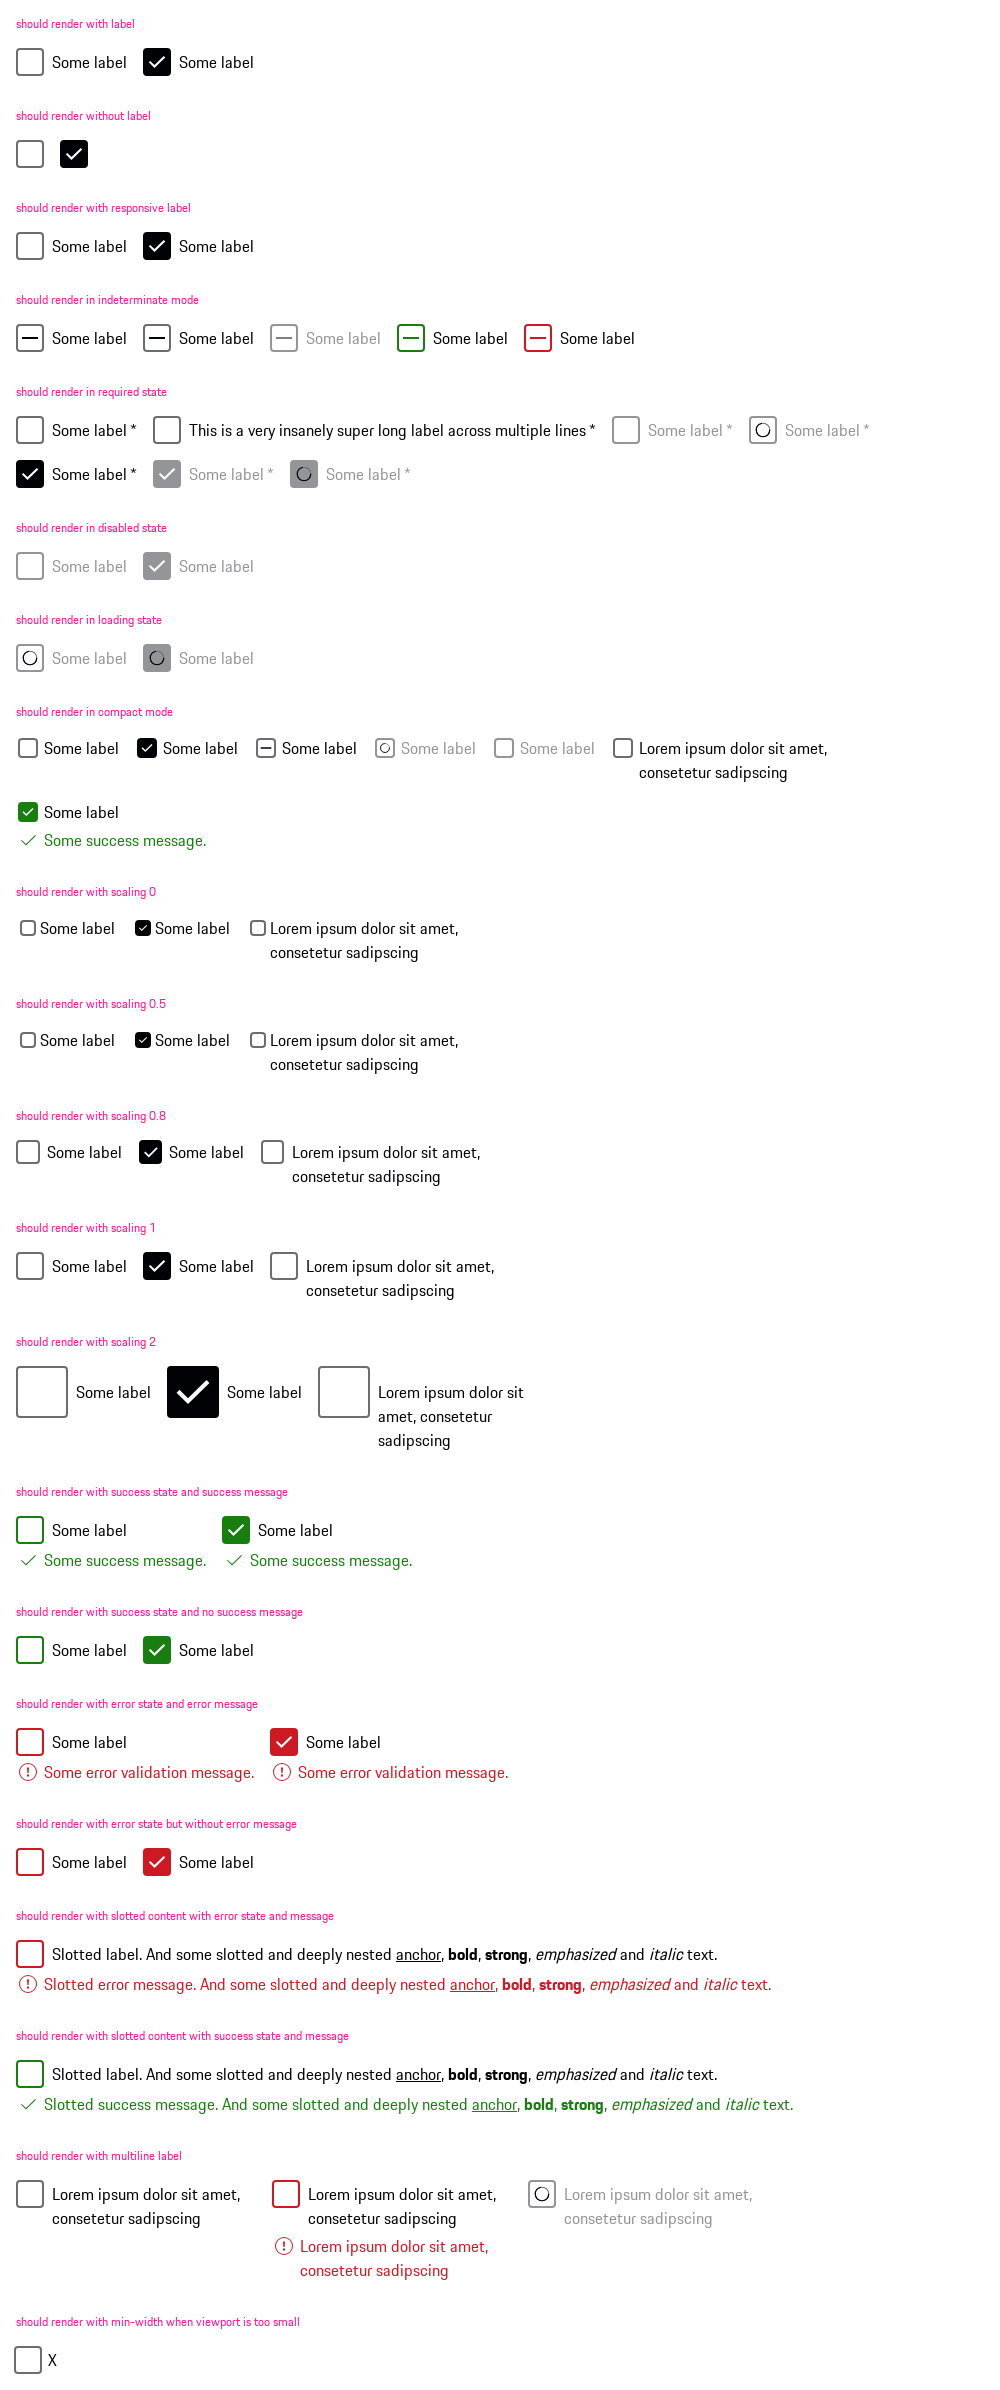 should render with label
Some label Some label
should render without label
should render with responsive label
Some label Some label
should render in indeterminate mode
Some label Some label Some label Some label Some label
should render in required state
Some label * This is a very insanely super long label across multiple lines * Some label * Some label *
Some label * Some label * Some label *
should render in disabled state
Some label Some label
should render in loading state
Some label Some label
should render in compact mode
Some label Some label Some label Some label Some label Lorem ipsum dolor sit amet,
consetetur sadipscing
Some label
Some success message.
should render with scaling 0
Some label Some label Lorem ipsum dolor sit amet,
consetetur sadipscing
should render with scaling 0.5
Some label Some label Lorem ipsum dolor sit amet,
consetetur sadipscing
should render with scaling 0.8
Some label Some label Lorem ipsum dolor sit amet,
consetetur sadipscing
should render with scaling 1
Some label Some label Lorem ipsum dolor sit amet,
consetetur sadipscing
should render with scaling 2
Some label Some label Lorem ipsum dolor sit
amet, consetetur
sadipscing
should render with success state and success message
Some label Some label
Some success message. Some success message.
should render with success state and no success message
Some label Some label
should render with error state and error message
Some label Some label
Some error validation message. Some error validation message.
should render with error state but without error message
Some label Some label
should render with slotted content with error state and message
Slotted label. And some slotted and deeply nested anchor, bold, strong, emphasized and italic text.
Slotted error message. And some slotted and deeply nested anchor, bold, strong, emphasized and italic text.
should render with slotted content with success state and message
Slotted label. And some slotted and deeply nested anchor, bold, strong, emphasized and italic text.
Slotted success message. And some slotted and deeply nested anchor, bold, strong, emphasized and italic text.
should render with multiline label
Lorem ipsum dolor sit amet, Lorem ipsum dolor sit amet, Lorem ipsum dolor sit amet,
consetetur sadipscing consetetur sadipscing consetetur sadipscing
Lorem ipsum dolor sit amet,
consetetur sadipscing
should render with min-width when viewport is too small
X